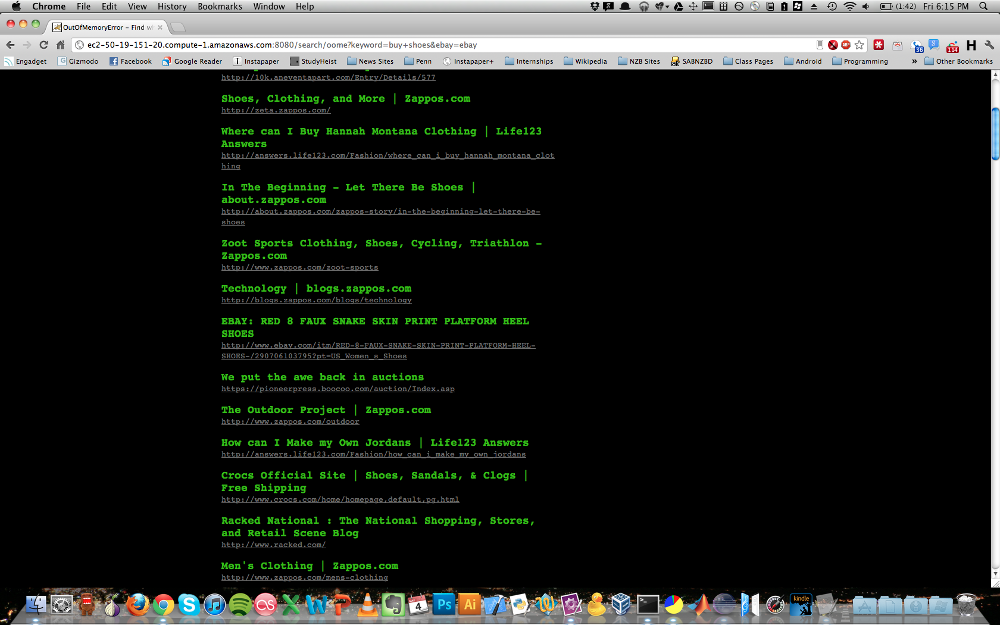 Chrome File Edit View History Bookmarks Window Help (1:42) Fri 6:15 PM
OutOfMemoryError – Find wh
ec2-50-19-151-20.compute-1.amazonaws.com:8080/search/oome?keyword=buy+shoes&ebay=ebay
ABP 36 114 H
Engadget Gizmodo Facebook Google Reader Instapaper StudyHeist News Sites Penn Instapaper+ Internships Wikipedia NZB Sites SABNZBD Class Pages Android Programming » Other Bookmarks
http://10k.aneventapart.com/Entry/Details/577
Shoes, Clothing, and More | Zappos.com
http://zeta.zappos.com/
Where can I Buy Hannah Montana Clothing | Life123
Answers
http://answers.life123.com/Fashion/where_can_i_buy_hannah_montana_clot
hing
In The Beginning - Let There Be Shoes |
about.zappos.com
http://about.zappos.com/zappos-story/in-the-beginning-let-there-be-
shoes
Zoot Sports Clothing, Shoes, Cycling, Triathlon -
Zappos.com
http://www.zappos.com/zoot-sports
Technology | blogs.zappos.com
http://blogs.zappos.com/blogs/technology
EBAY: RED 8 FAUX SNAKE SKIN PRINT PLATFORM HEEL
SHOES
http://www.ebay.com/itm/RED-8-FAUX-SNAKE-SKIN-PRINT-PLATFORM-HEEL-
SHOES-/290706103795?pt=US_Women_s_Shoes
We put the awe back in auctions
https://pioneerpress.boocoo.com/auction/Index.asp
The Outdoor Project | Zappos.com
http://www.zappos.com/outdoor
How can I Make my Own Jordans | Life123 Answers
http://answers.life123.com/Fashion/how_can_i_make_my_own_jordans
Crocs Official Site | Shoes, Sandals, & Clogs |
Free Shipping
http://www.crocs.com/home/homepage,default,pg.html
Racked National : The National Shopping, Stores,
and Retail Scene Blog
http://www.racked.com/
Men's Clothing | Zappos.com
http://www.zappos.com/mens-clothing
MAY 4 Ps Ai kindle